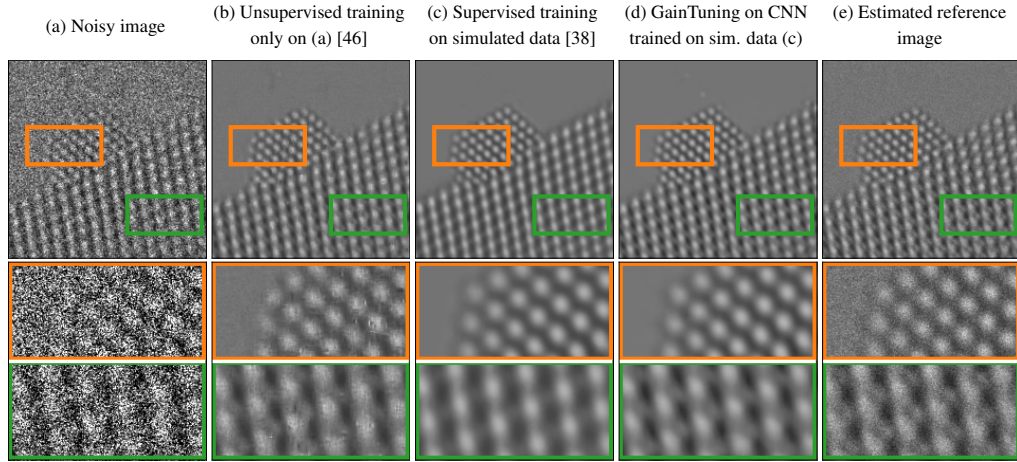 (a) Noisy image
(b) Unsupervised training
only on (a) [46]
(c) Supervised training
on simulated data [38]
(d) GainTuning on CNN
trained on sim. data (c)
(e) Estimated reference
image